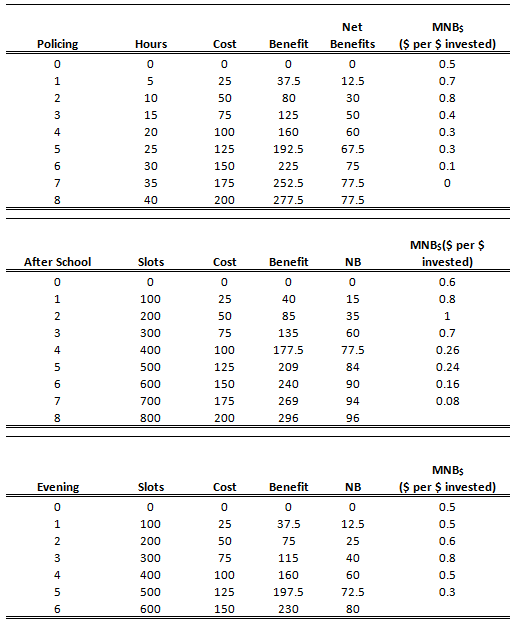 Net MNB$
Policing Hours Cost Benefit Benefits ($ per $ invested)
0 0 0 0 0 0.5
1 5 25 37.5 12.5 0.7
2 10 50 80 30 0.8
3 15 75 125 50 0.4
4 20 100 160 60 0.3
5 25 125 192.5 67.5 0.3
6 30 150 225 75 0.1
7 35 175 252.5 77.5 0
8 40 200 277.5 77.5
MNB$($ per $
After School Slots Cost Benefit NB invested)
0 0 0 0 0 0.6
1 100 25 40 15 0.8
2 200 50 85 35 1
3 300 75 135 60 0.7
4 400 100 177.5 77.5 0.26
5 500 125 209 84 0.24
6 600 150 240 90 0.16
7 700 175 269 94 0.08
8 800 200 296 96
MNB$
Evening Slots Cost Benefit NB ($ per $ invested)
0 0 0 0 0 0.5
1 100 25 37.5 12.5 0.5
2 200 50 75 25 0.6
3 300 75 115 40 0.8
4 400 100 160 60 0.5
5 500 125 197.5 72.5 0.3
6 600 150 230 80